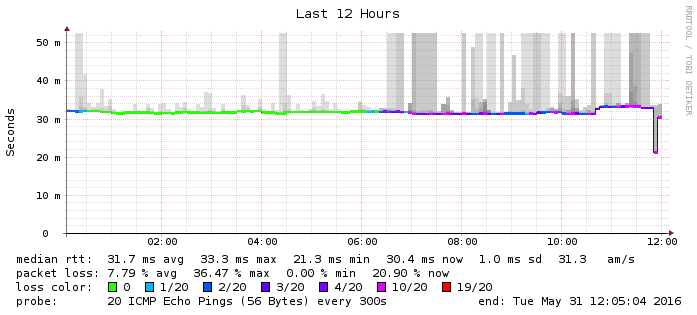 Last 12 Hours
RRDTOOL / TOBI OETIKER
Seconds
50 m
40 m
30 m
20 m
10 m
0
02:00 04:00 06:00 08:00 10:00 12:00
median rtt: 31.7 ms avg 33.3 ms max 21.3 ms min 30.4 ms now 1.0 ms sd 31.3 am/s
packet loss: 7.79 % avg 36.47 % max 0.00 % min 20.90 % now
loss color: 0 1/20 2/20 3/20 4/20 10/20 19/20
probe: 20 ICMP Echo Pings (56 Bytes) every 300s end: Tue May 31 12:05:04 2016